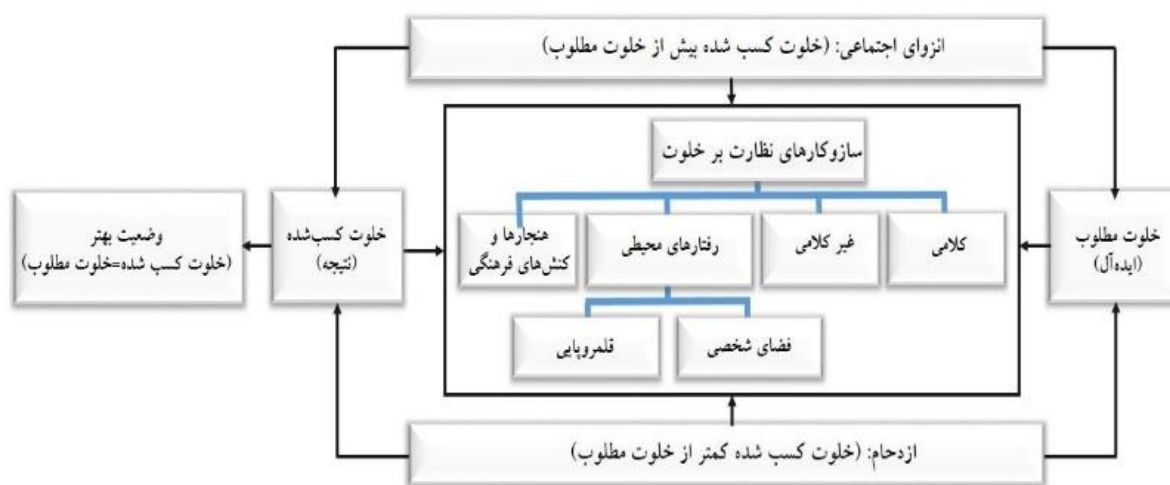 انزوای اجتماعی: (خلوت کسب شده بیش از خلوت مطلوب)
سازوکارهای نظارت بر خلوت
خلوت مطلوب
(ایده‌آل)
کلامی
غیر کلامی
رفتارهای محیطی
هنجارها و
کنش‌های فرهنگی
فضای شخصی
قلمروپایی
خلوت کسب‌شده
(نتیجه)
وضعیت بهتر
(خلوت کسب شده=خلوت مطلوب)
ازدحام: (خلوت کسب شده کمتر از خلوت مطلوب)